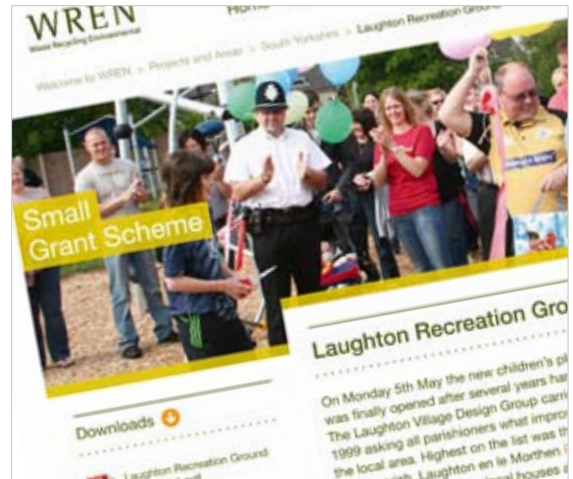 WREN
Waste Recycling Environmental
Home
Welcome to WREN > Projects and Areas > South Yorkshire > Laughton Recreation Ground
Small
Grant Scheme
Downloads
Laughton Recreation Ground
Laughton Recreation Gro
On Monday 5th May the new children's pl
was finally opened after several years har
The Laughton Village Design Group carri
1999 asking all parishioners what improv
the local area. Highest on the list was th
Laughton en le Morthen
local houses a